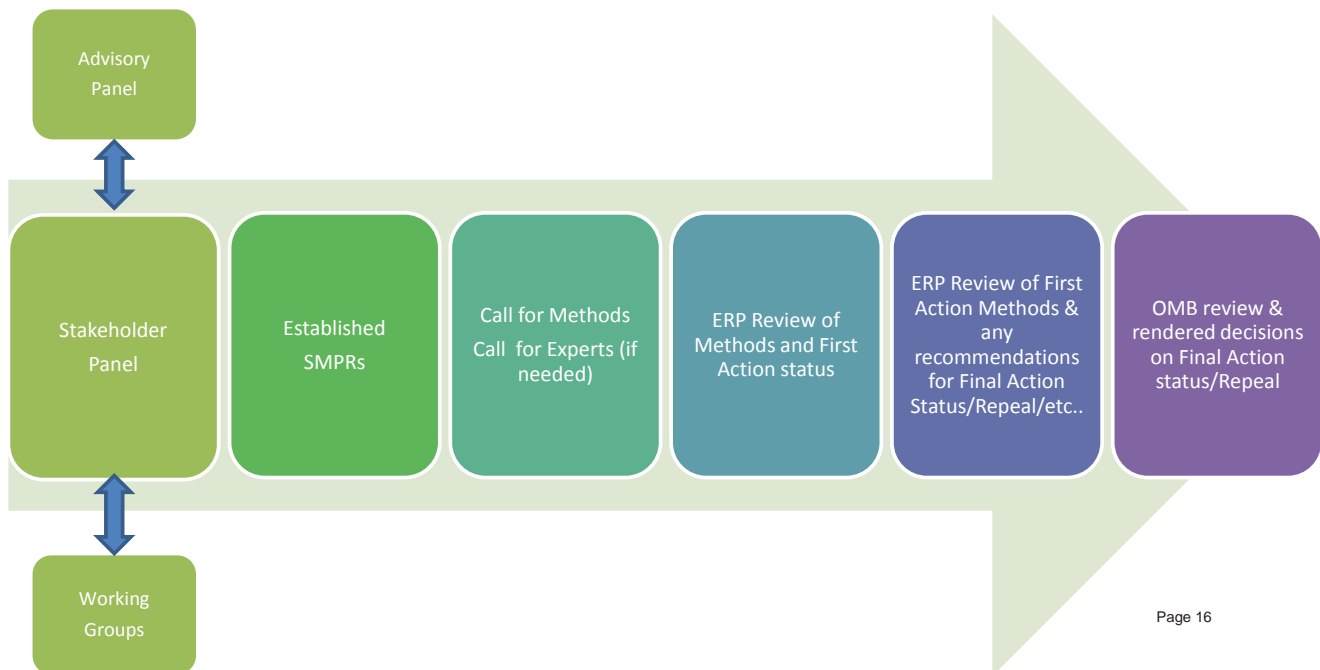 Advisory
Panel
Stakeholder
Panel
Established
SMPRs
Call for Methods
Call for Experts (if
needed)
ERP Review of
Methods and First
Action status
ERP Review of First
Action Methods &
any
recommendations
for Final Action
Status/Repeal/etc..
OMB review &
rendered decisions
on Final Action
status/Repeal
Working
Groups
Page 16